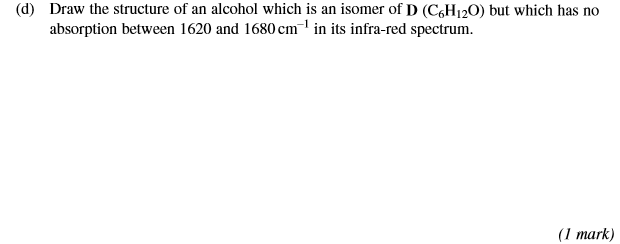 (d) Draw the structure of an alcohol which is an isomer of D (C₆H₁₂O) but which has no
absorption between 1620 and 1680 cm⁻¹ in its infra-red spectrum.
(1 mark)